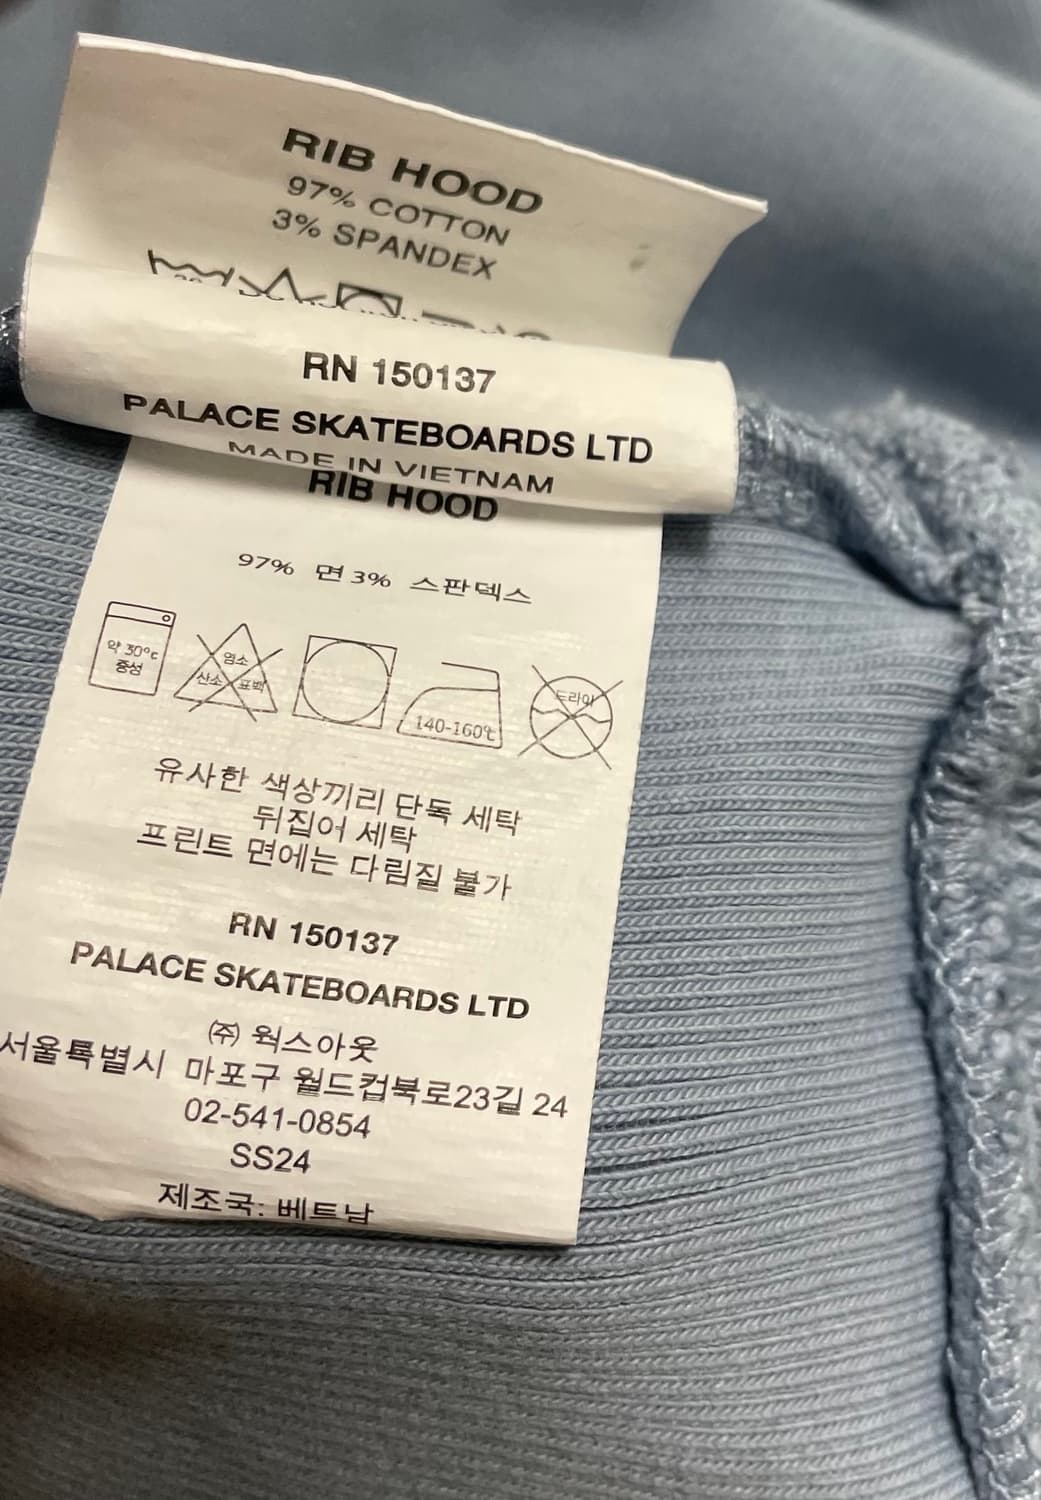 RIB HOOD
97% COTTON
3% SPANDEX
RN 150137
PALACE SKATEBOARDS LTD
MADE IN VIETNAM
RIB HOOD
97% 면 3% 스판덱스
약 30℃
중성
염소
산소 표백
140-160℃
드라이
유사한 색상끼리 단독 세탁
뒤집어 세탁
프린트 면에는 다림질 불가
RN 150137
PALACE SKATEBOARDS LTD
㈜ 웍스아웃
서울특별시 마포구 월드컵북로23길 24
02-541-0854
SS24
제조국: 베트남